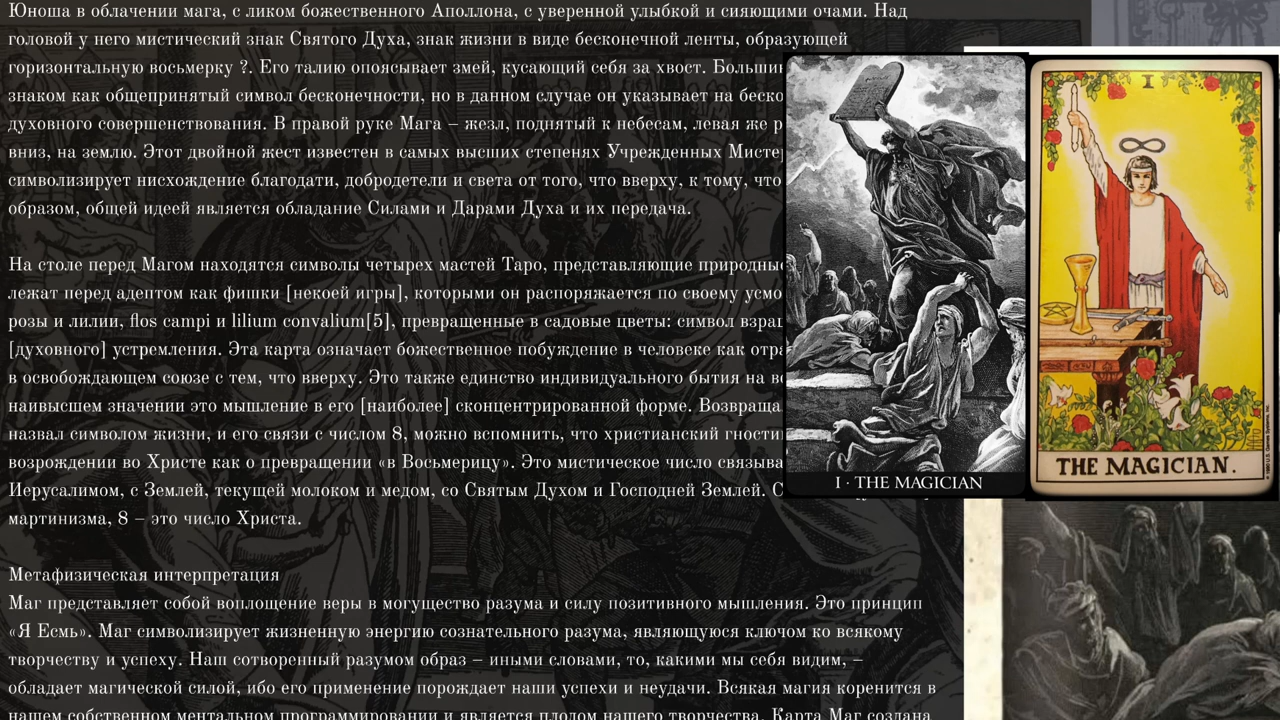 Юноша в облачении мага, с ликом божественного Аполлона, с уверенной улыбкой и сияющими очами. Над
головой у него мистический знак Святого Духа, знак жизни в виде бесконечной ленты, образующей
горизонтальную восьмерку ?. Его талию опоясывает змей, кусающий себя за хвост.
знаком как общепринятый символ бесконечности, но в данном случае он указывает на
духовного совершенствования. В правой руке Мага – жезл, поднятый к небесам, левая же
вниз, на землю. Этот двойной жест известен в самых высших степенях Учрежденных
символизирует нисхождение благодати, добродетели и света от того, что вверху, к тому, что
образом, общей идеей является обладание Силами и Дарами Духа и их передача.
На столе перед Магом находятся символы четырех мастей Таро, представляющие
лежат перед адептом как фишки [некоей игры], которыми он распоряжается по своему
розы и лилии, flos campi и lilium convalium[5], превращенные в садовые цветы: символ
[духовного] устремления. Эта карта означает божественное побуждение в человеке как
в освобождающем союзе с тем, что вверху. Это также единство индивидуального бытия на
наивысшем значении это мышление в его [наиболее] сконцентрированной форме.
назвал символом жизни, и его связи с числом 8, можно вспомнить, что христианский
возрождении во Христе как о превращении «в Восьмерицу». Это мистическое число
Иерусалимом, с Землей, текущей молоком и медом, со Святым Духом и Господней Землей.
мартинизма, 8 – это число Христа.
Метафизическая интерпретация
Маг представляет собой воплощение веры в могущество разума и силу позитивного мышления. Это принцип
«Я Есмь». Маг символизирует жизненную энергию сознательного разума, являющуюся ключом ко всякому
творчеству и успеху. Наш сотворенный разумом образ – иными словами, то, какими мы себя видим, –
обладает магической силой, ибо его применение порождает наши успехи и неудачи. Всякая магия коренится в
нашем собственном ментальном программировании и является плодом нашего творчества. Карта Маг создана
I · THE MAGICIAN
I
THE MAGICIAN.